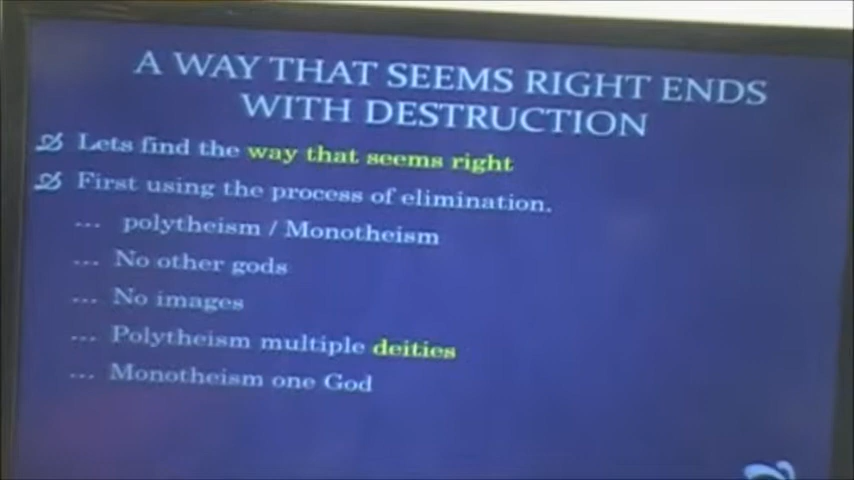 A WAY THAT SEEMS RIGHT ENDS
WITH DESTRUCTION
Lets find the way that seems right
First using the process of elimination.
... polytheism / Monotheism
... No other gods
... No images
... Polytheism multiple deities
... Monotheism one God